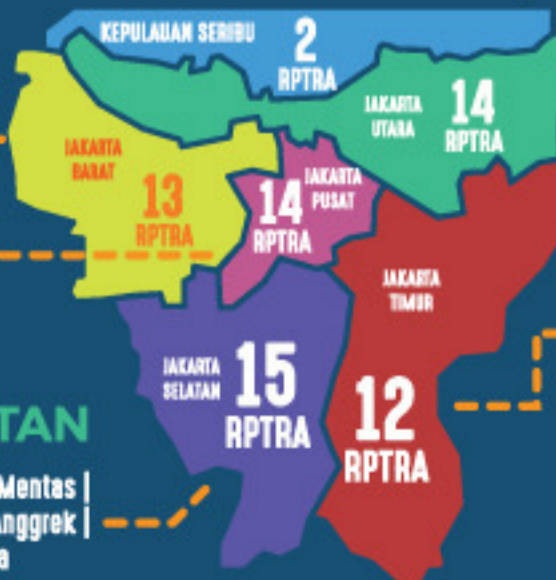 KEPULAUAN SERIBU
2
RPTRA
JAKARTA
UTARA
14
RPTRA
JAKARTA
BARAT
13
RPTRA
JAKARTA
PUSAT
14
RPTRA
JAKARTA
TIMUR
12
RPTRA
JAKARTA
SELATAN
15
RPTRA
TAN
Mentas |
Anggrek |
a